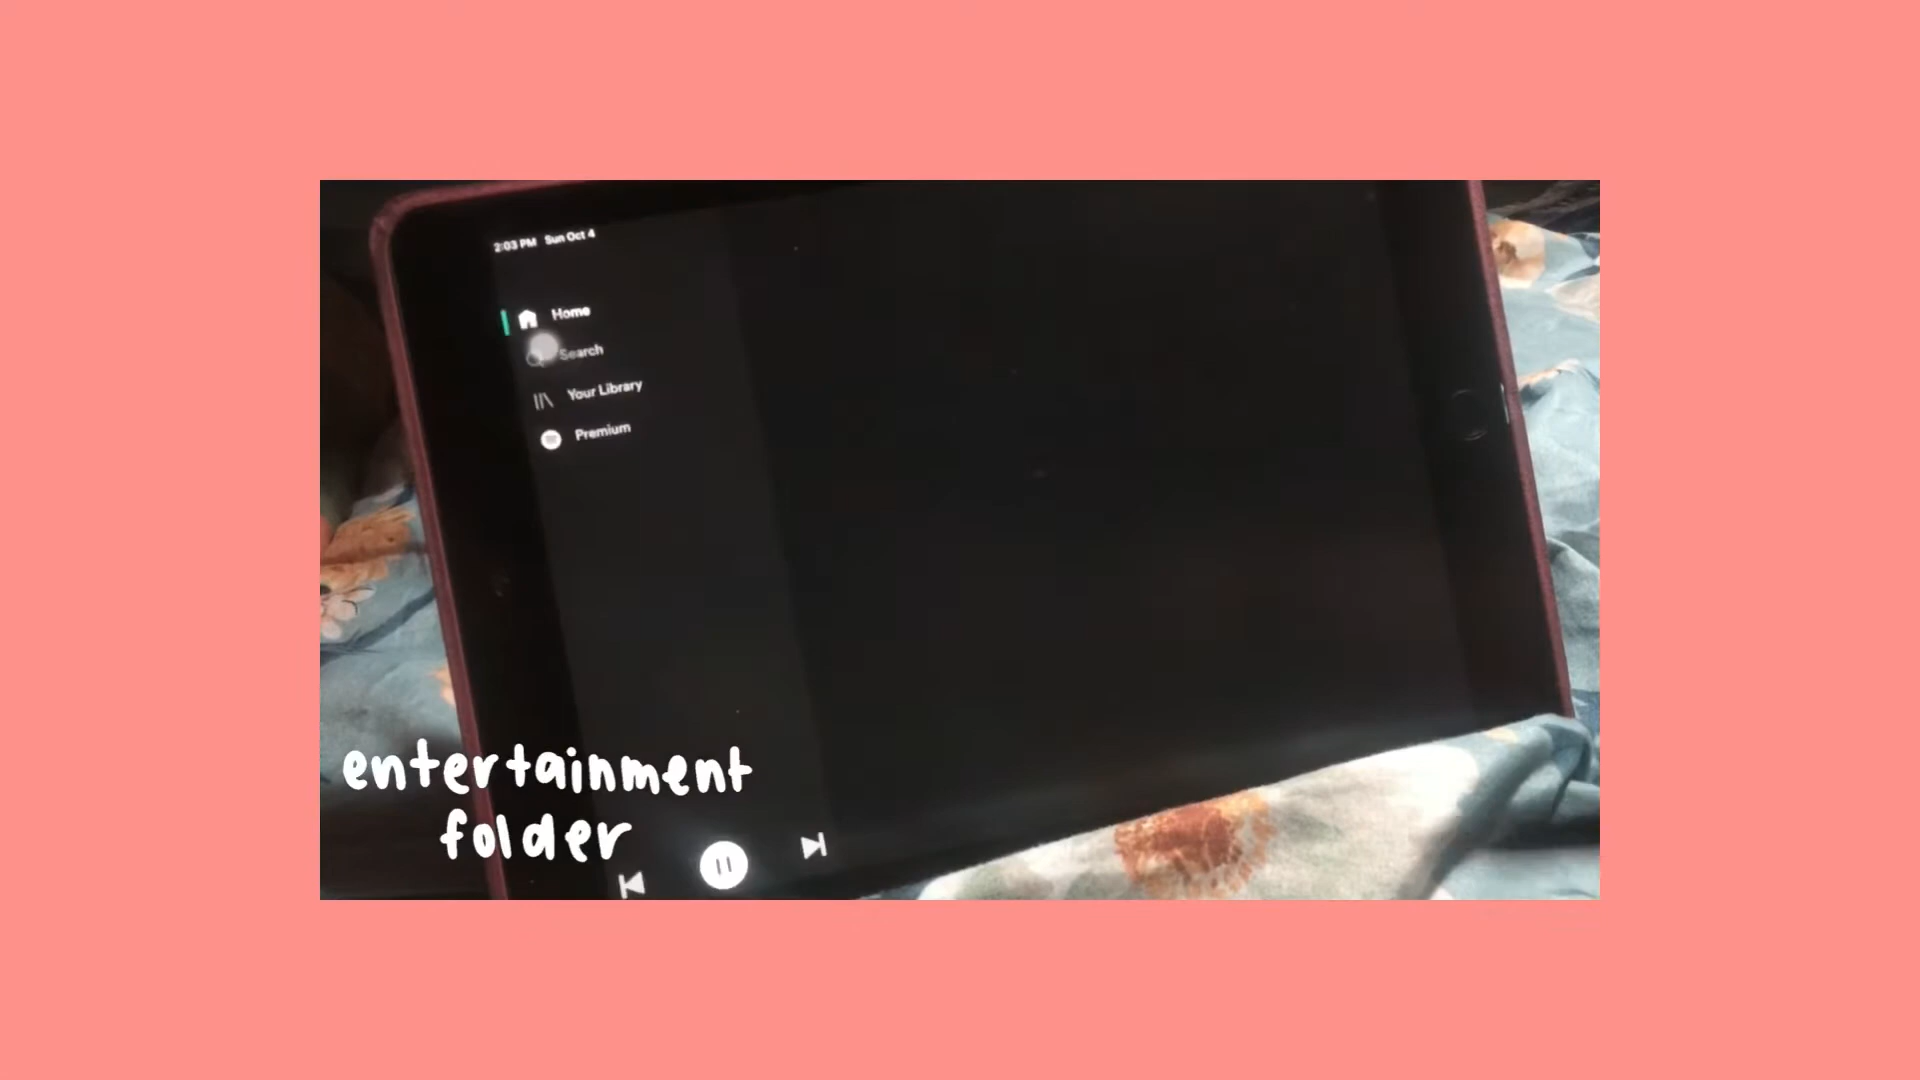 2:03 PM Sun Oct 4
Home
Search
Your Library
Premium
entertainment
folder